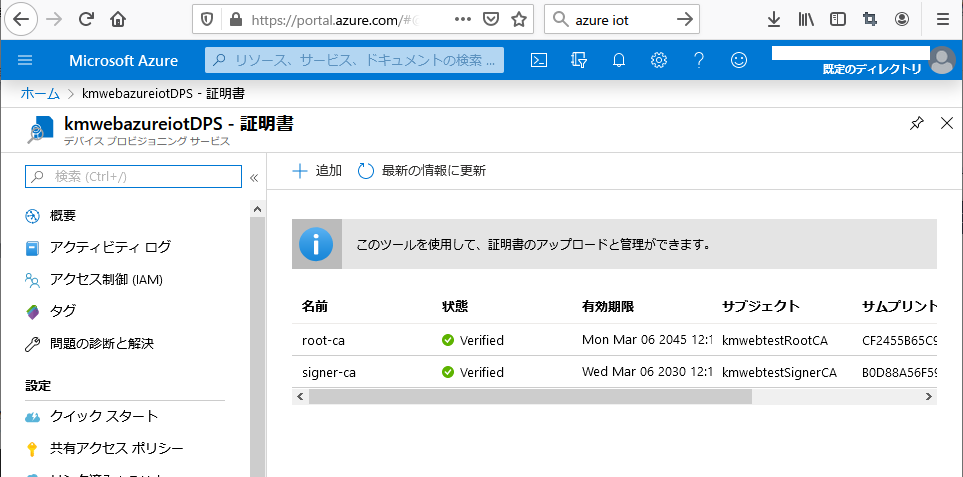 https://portal.azure.com/#
azure iot
Microsoft Azure
リソース、サービス、ドキュメントの検索 ...
既定のディレクトリ
ホーム > kmwebazureiotDPS - 証明書
kmwebazureiotDPS - 証明書
デバイス プロビジョニング サービス
検索 (Ctrl+/)
«
追加 最新の情報に更新
概要
アクティビティ ログ
アクセス制御 (IAM)
タグ
問題の診断と解決
設定
クイック スタート
共有アクセス ポリシー
このツールを使用して、証明書のアップロードと管理ができます。
名前 状態 有効期限 サブジェクト サムプリント
root-ca Verified Mon Mar 06 2045 12:1 kmwebtestRootCA CF2455B65C9
signer-ca Verified Wed Mar 06 2030 12:1 kmwebtestSignerCA B0D88A56F59